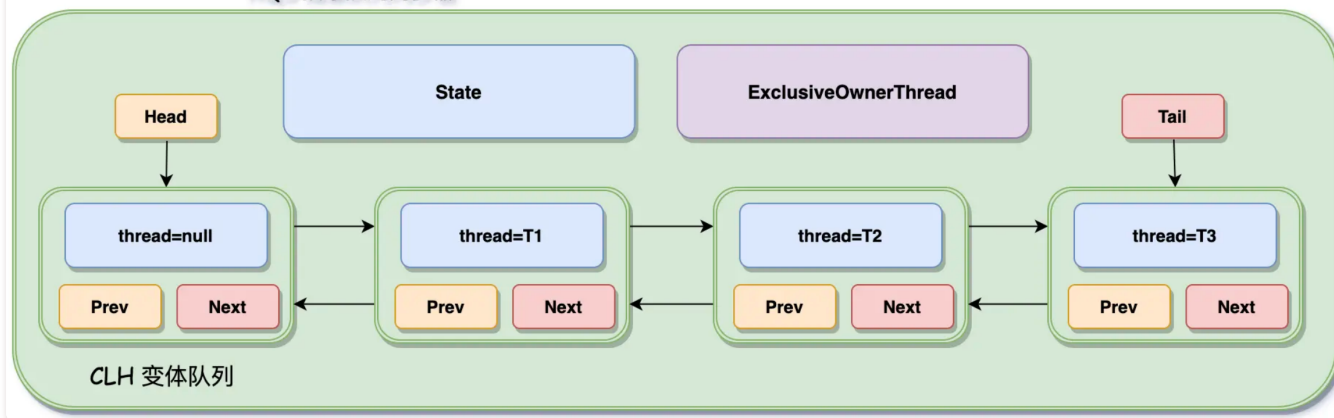 State
ExclusiveOwnerThread
Head
Tail
thread=null
thread=T1
thread=T2
thread=T3
Prev
Next
Prev
Next
Prev
Next
Prev
Next
CLH 变体队列